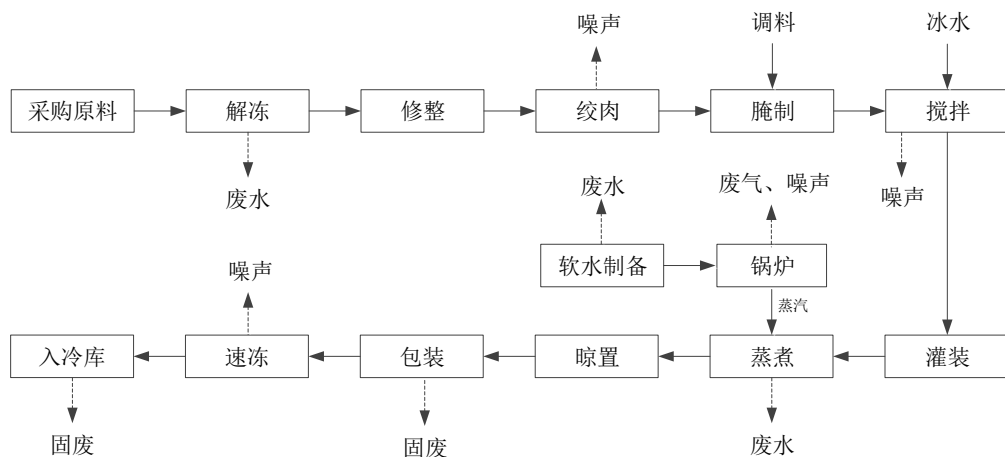 噪声
调料
冰水
采购原料
解冻
修整
绞肉
腌制
搅拌
废水
噪声
废水
废气、噪声
软水制备
锅炉
噪声
蒸汽
入冷库
速冻
包装
晾置
蒸煮
灌装
固废
固废
废水